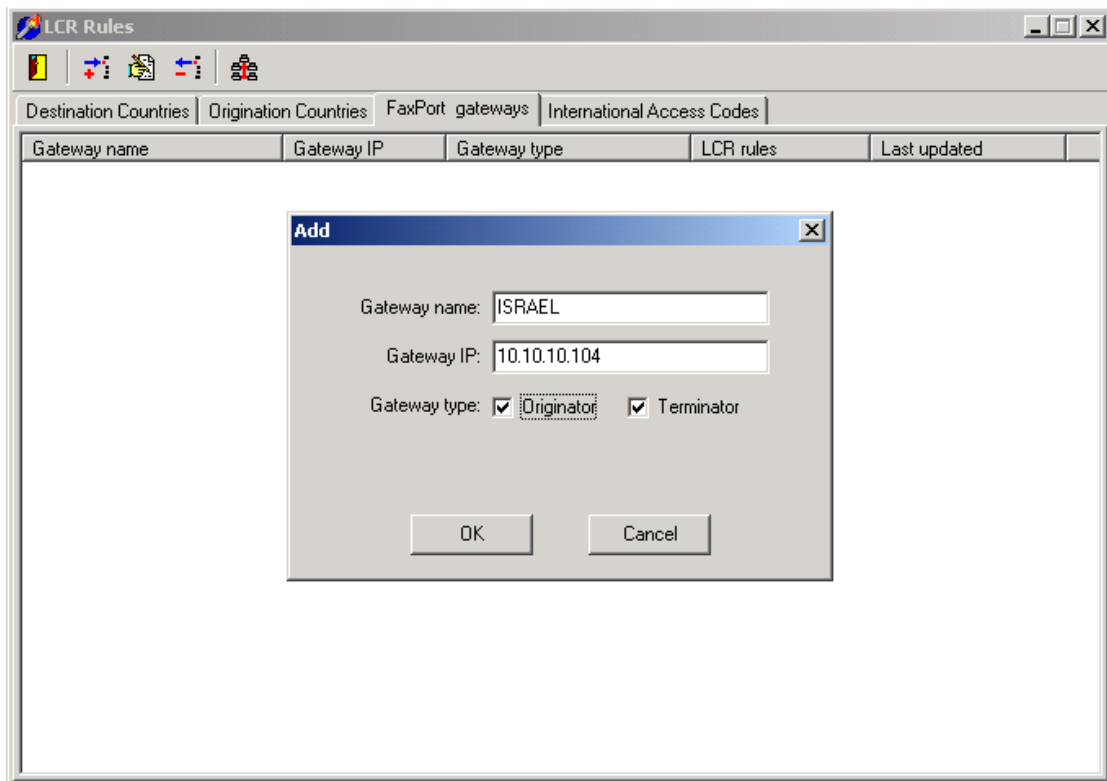 LCR Rules
Destination Countries Origination Countries FaxPort gateways International Access Codes
Gateway name Gateway IP Gateway type LCR rules Last updated
Add
Gateway name: ISRAEL
Gateway IP: 10.10.10.104
Gateway type: Originator Terminator
OK Cancel